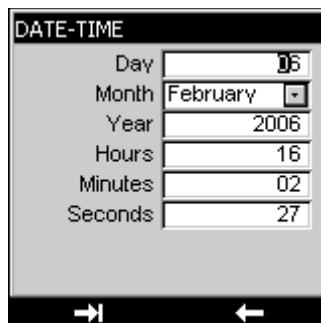 DATE-TIME
Day 06
Month February
Year 2006
Hours 16
Minutes 02
Seconds 27